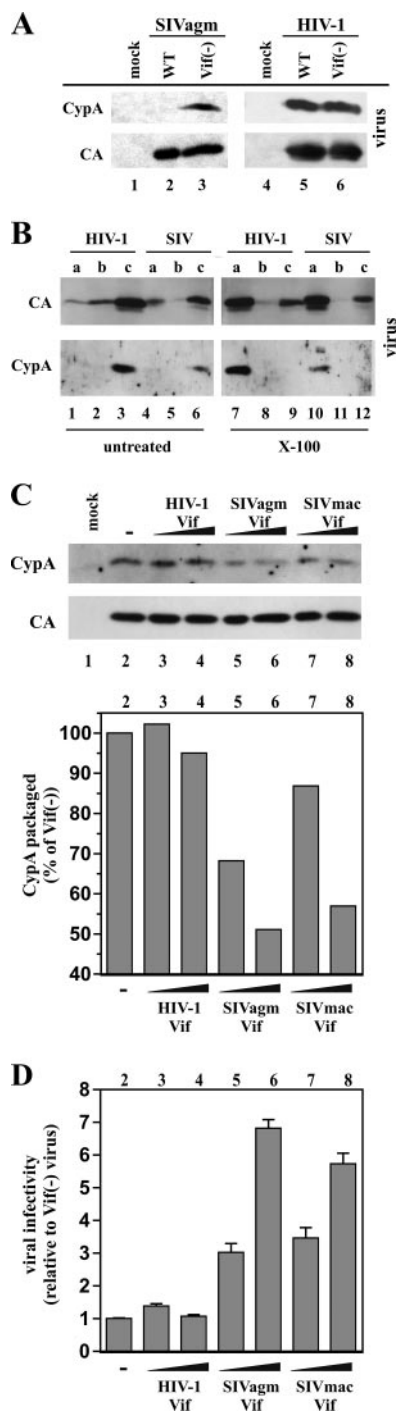 A
SIVagm HIV-1
mock WT Vif(-) mock WT Vif(-)
CypA
CA
virus
1 2 3 4 5 6
B
HIV-1 SIV HIV-1 SIV
a b c a b c a b c a b c
CA
CypA
virus
1 2 3 4 5 6 7 8 9 10 11 12
untreated X-100
C
mock
HIV-1 SIVagm SIVmac
- Vif Vif Vif
CypA
CA
1 2 3 4 5 6 7 8
2 3 4 5 6 7 8
CypA packaged
(% of Vif(-))
100
90
80
70
60
50
40
- HIV-1 SIVagm SIVmac
Vif Vif Vif
D
2 3 4 5 6 7 8
viral infectivity
(relative to Vif(-) virus)
8
7
6
5
4
3
2
1
0
- HIV-1 SIVagm SIVmac
Vif Vif Vif